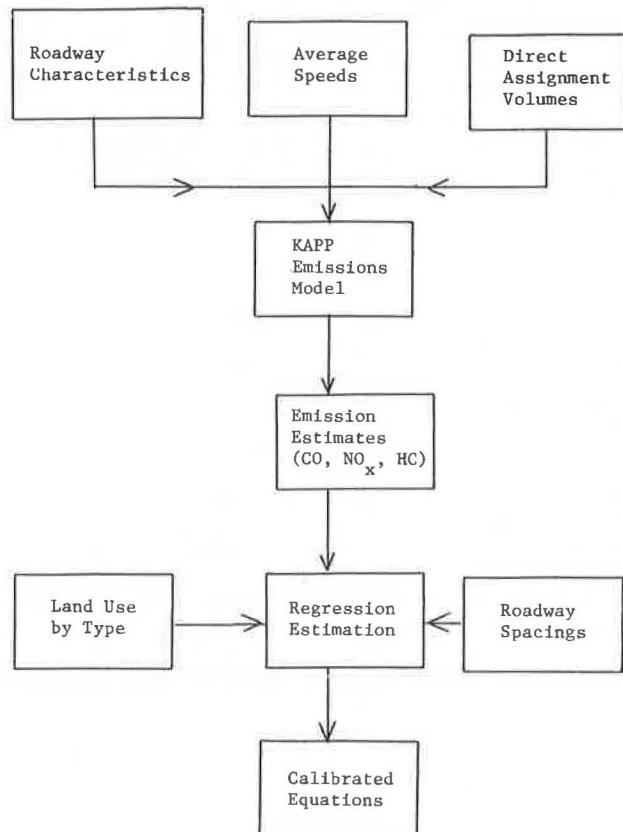 Roadway
Characteristics
Average
Speeds
Direct
Assignment
Volumes
KAPP
Emissions
Model
Emission
Estimates
(CO, NOx, HC)
Land Use
by Type
Regression
Estimation
Roadway
Spacings
Calibrated
Equations